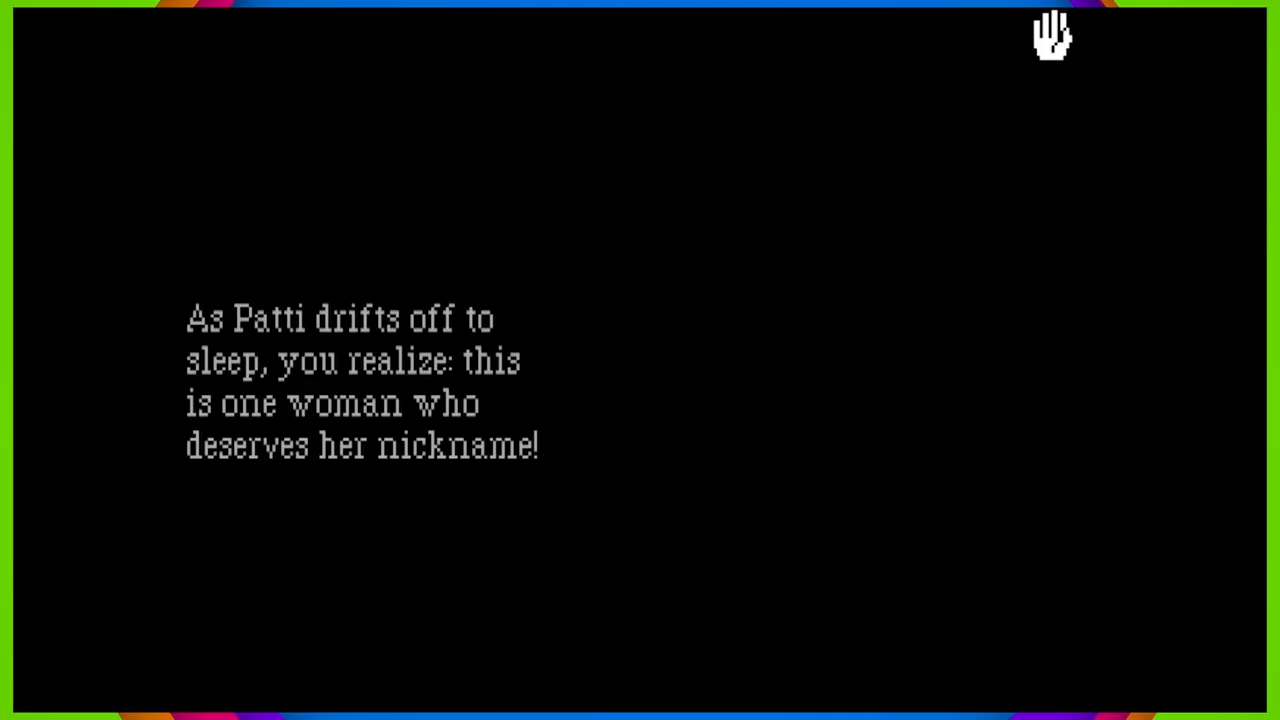 As Patti drifts off to
sleep, you realize: this
is one woman who
deserves her nickname!